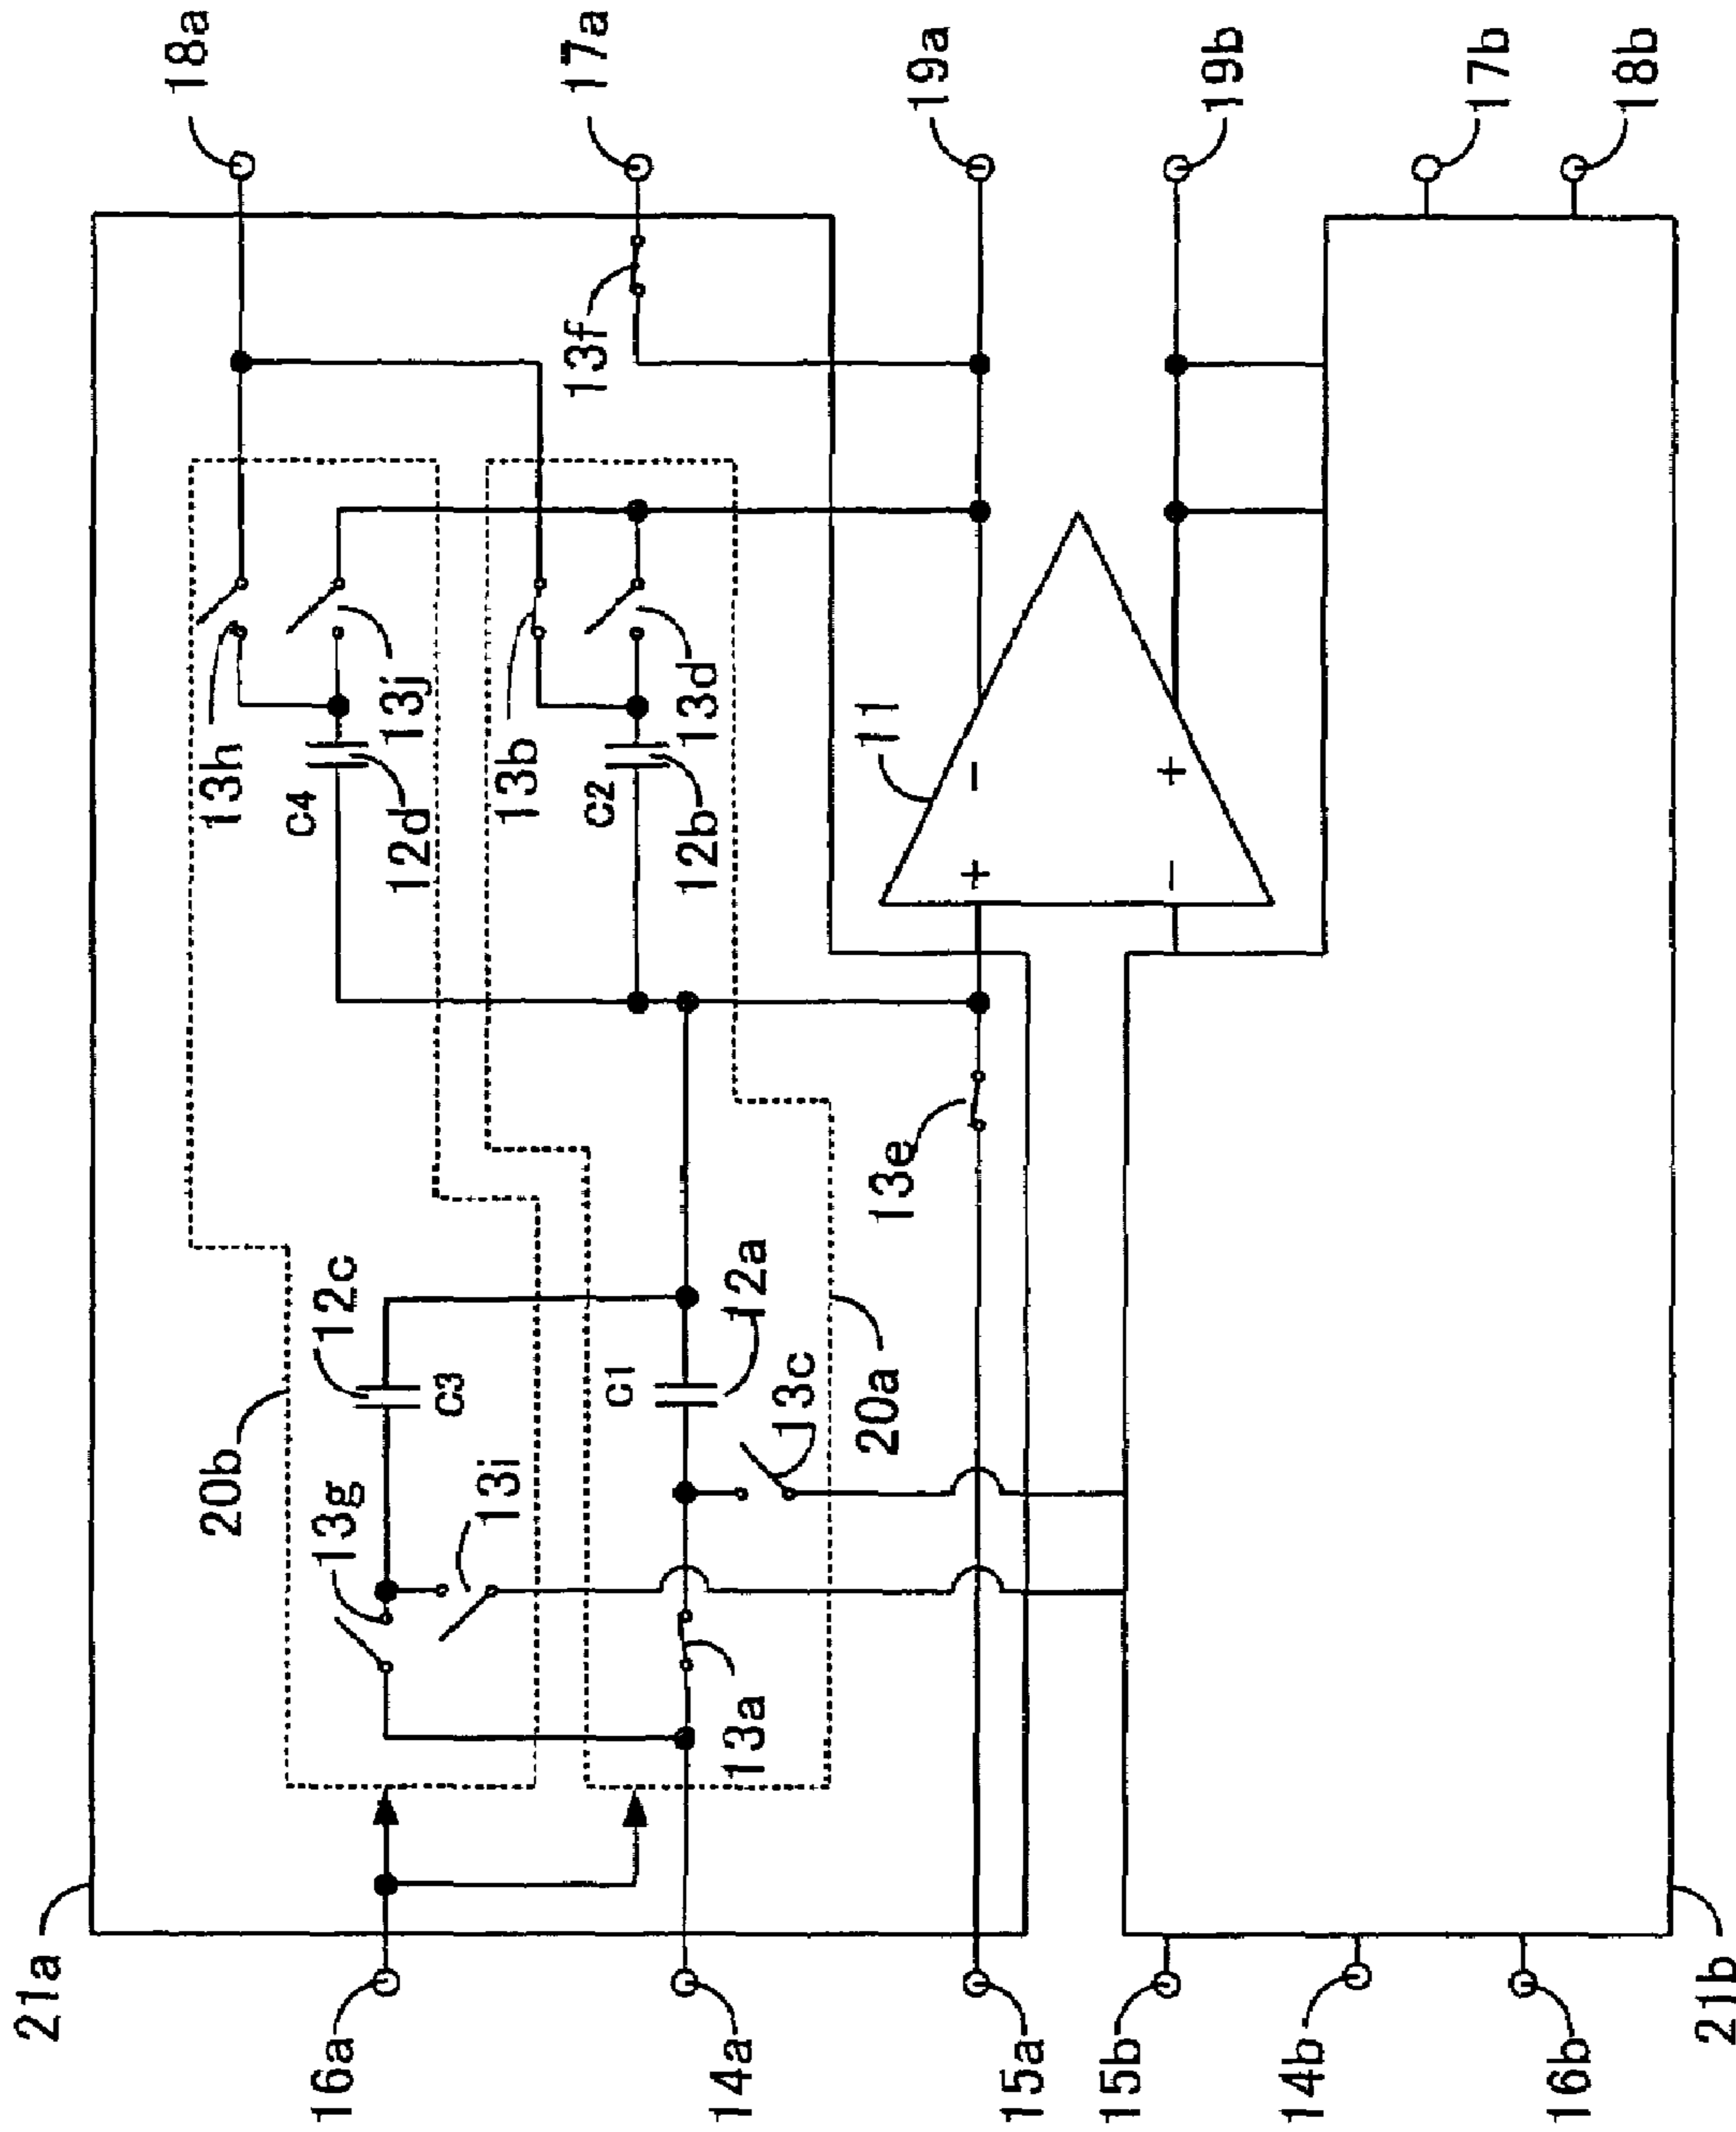 18a
17a
19a
19b
17b
18b
13f
13h
13j
13b
13d
c4
12d
c2
12b
11
-
+
+
-
13e
12c
c3
c1
12a
13c
20a
20b
13g
13i
13a
21a
16a
14a
15a
15b
14b
16b
21b